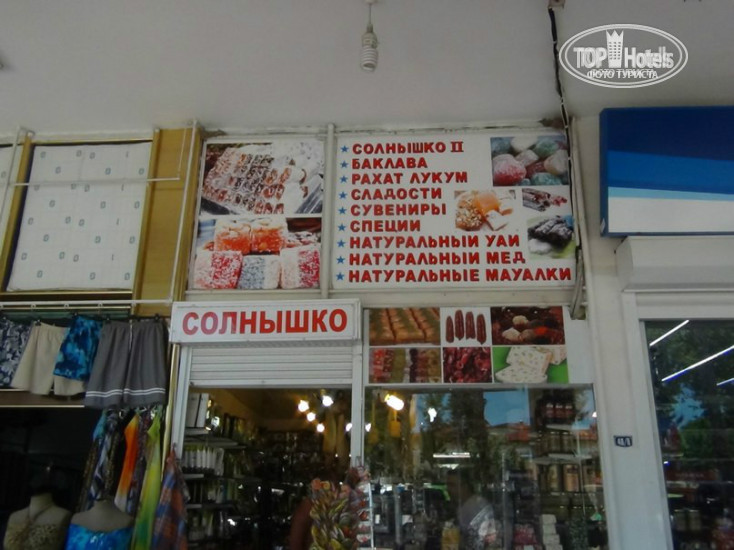 TOP Hotels
ФОТО ТУРИСТА
СОЛНЫШКО II
БАКЛАВА
РАХАТ ЛУКУМ
СЛАДОСТИ
СУВЕНИРЫ
СПЕЦИИ
НАТУРАЛЬНЫЙ УАИ
НАТУРАЛЬНЫЙ МЕД
НАТУРАЛЬНЫЕ МАУАЛКИ
СОЛНЫШКО